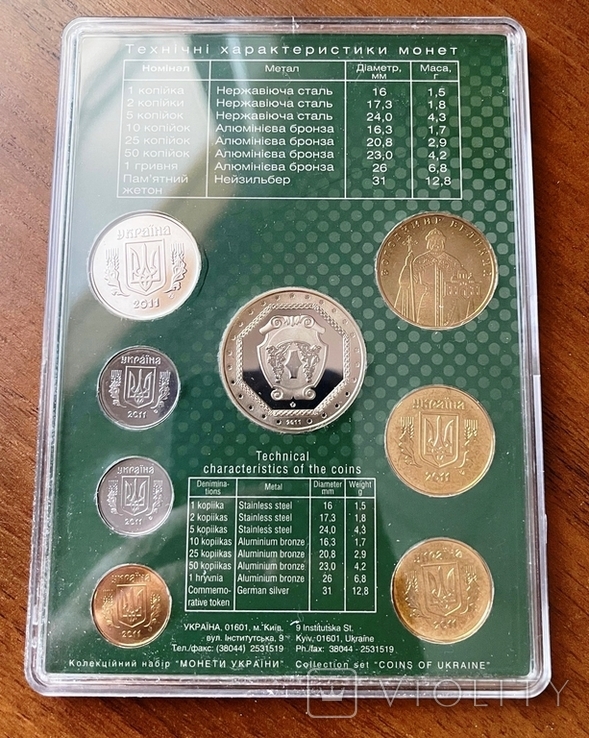 Технічні характеристики монет
Номінал Метал Діаметр, мм Маса, г
1 копійка Нержавіюча сталь 16 1,5
2 копійки Нержавіюча сталь 17,3 1,8
5 копійок Нержавіюча сталь 24,0 4,3
10 копійок Алюмінієва бронза 16,3 1,7
25 копійок Алюмінієва бронза 20,8 2,9
50 копійок Алюмінієва бронза 23,0 4,2
1 гривня Алюмінієва бронза 26 6,8
Пам'ятний жетон Нейзильбер 31 12,8
УКРАЇНА
2011
УКРАЇНА
2011
УКРАЇНА
2011
УКРАЇНА
2011
2011
УКРАЇНА
2011
УКРАЇНА
2011
Technical
characteristics of the coins
Denimina-tions Metal Diameter mm Weight g
1 kopiika Stainless steel 16 1,5
2 kopiikas Stainless steel 17,3 1,8
5 kopiikas Stainless steel 24,0 4,3
10 kopiikas Aluminium bronze 16,3 1,7
25 kopiikas Aluminium bronze 20,8 2,9
50 kopiikas Aluminium bronze 23,0 4,2
1 hryvnia Aluminium bronze 26 6,8
Commemo-rative token German silver 31 12,8
УКРАЇНА, 01601, м. Київ, 9 Institutska St.
вул. Інститутська, 9 Kyiv, 01601, Ukraine
Тел./факс: (38044) 2531519 Ph./fax: 38044 - 2531519
Колекційний набір "МОНЕТИ УКРАЇНИ" Collection set "COINS OF UKRAINE"
VIOLITY